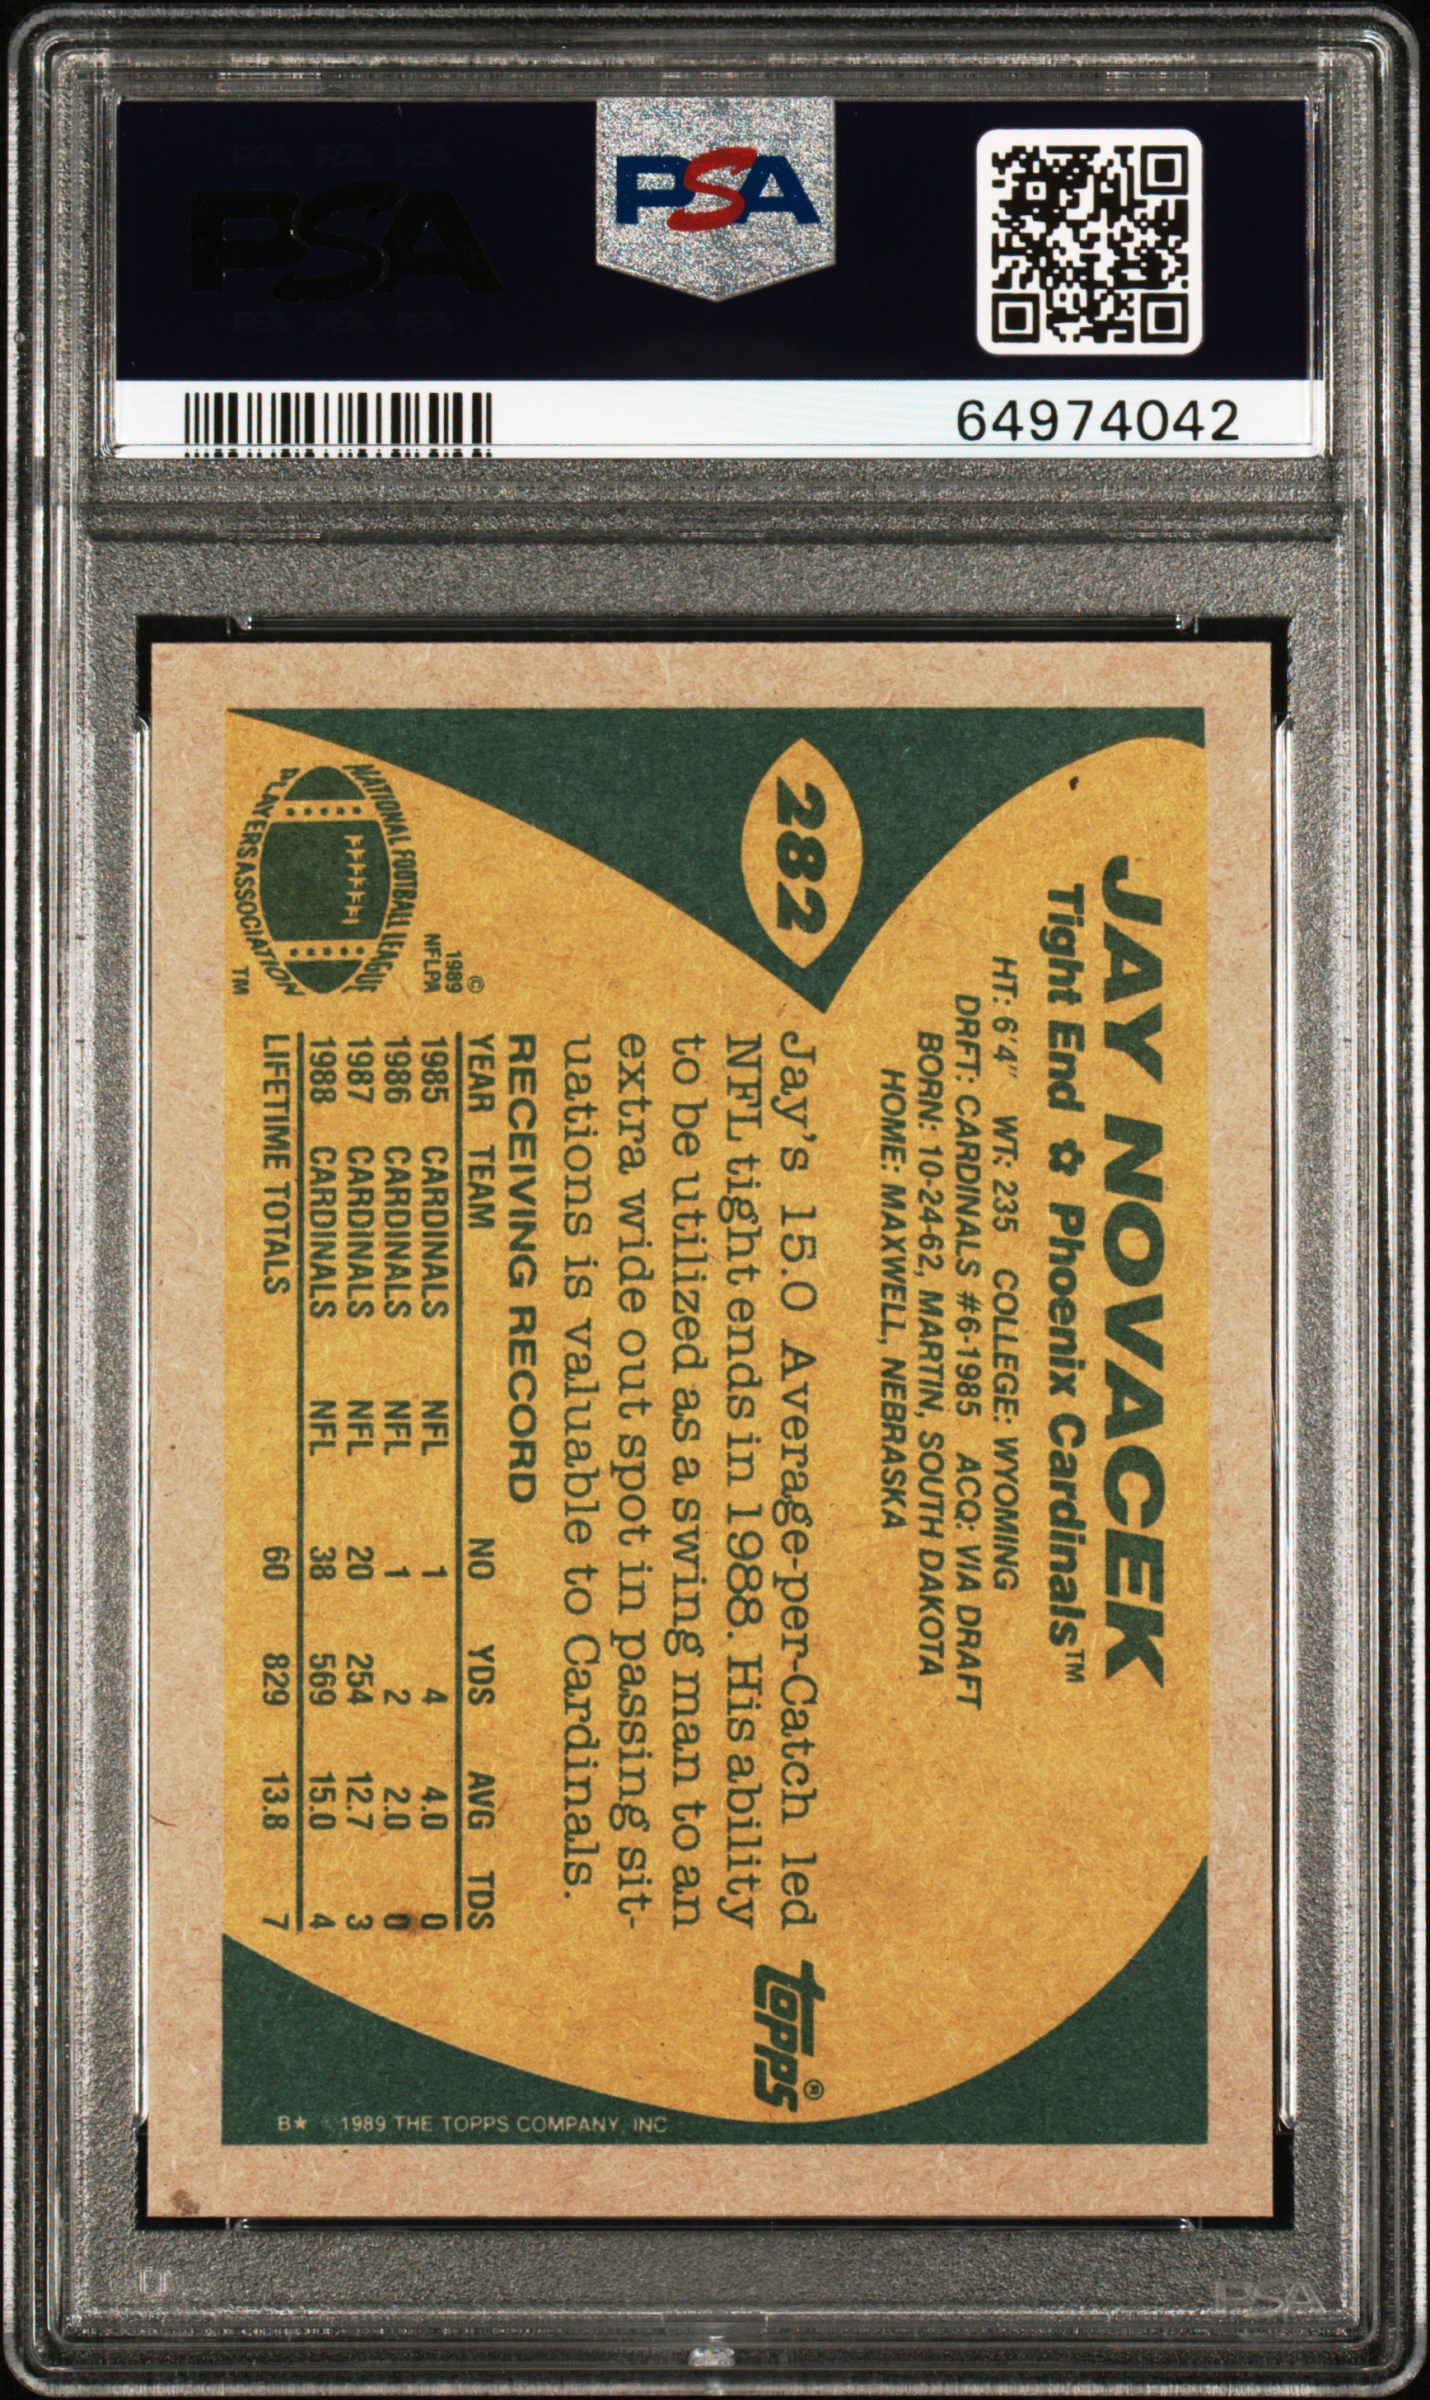 PSA
PSA
64974042
282
JAY NOVACEK
Tight End ✿ Phoenix Cardinals™
HT: 6'4" WT: 235 COLLEGE: WYOMING
DRFT: CARDINALS #6-1985 ACQ: VIA DRAFT
BORN: 10-24-62, MARTIN, SOUTH DAKOTA
HOME: MAXWELL, NEBRASKA
Jay's 15.0 Average-per-Catch led
NFL tight ends in 1988. His ability
to be utilized as a swing man to an
extra wide out spot in passing sit-
uations is valuable to Cardinals.
topps®
RECEIVING RECORD
YEAR TEAM NO YDS AVG TDS
1985 CARDINALS NFL 1 4 4.0 0
1986 CARDINALS NFL 1 2 2.0 0
1987 CARDINALS NFL 20 254 12.7 3
1988 CARDINALS NFL 38 569 15.0 4
LIFETIME TOTALS 60 829 13.8 7
NATIONAL FOOTBALL LEAGUE
PLAYERS ASSOCIATION ™
©
1989
NFLPA
B★ © 1989 THE TOPPS COMPANY, INC
PSA